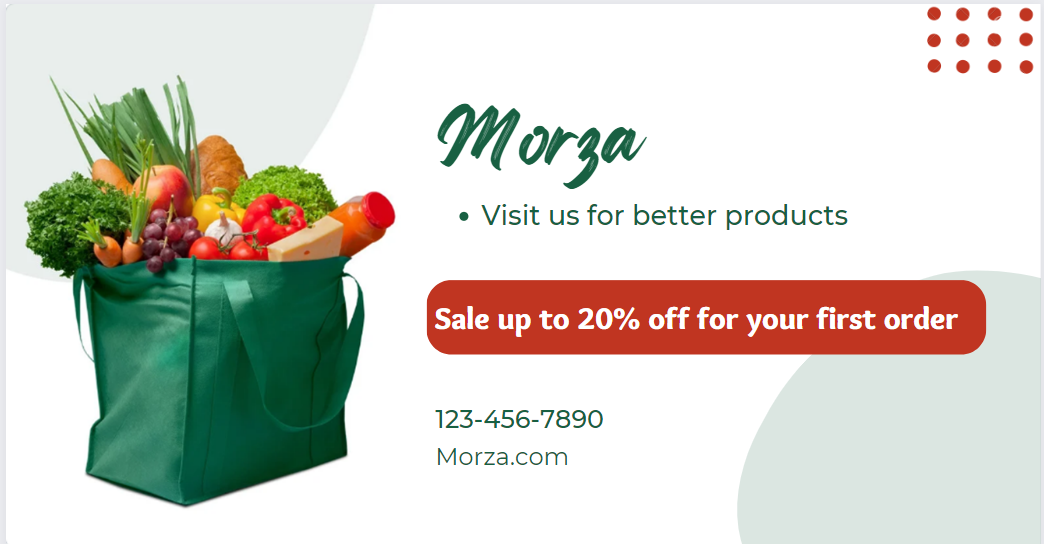 Morza
• Visit us for better products
Sale up to 20% off for your first order
123-456-7890
Morza.com